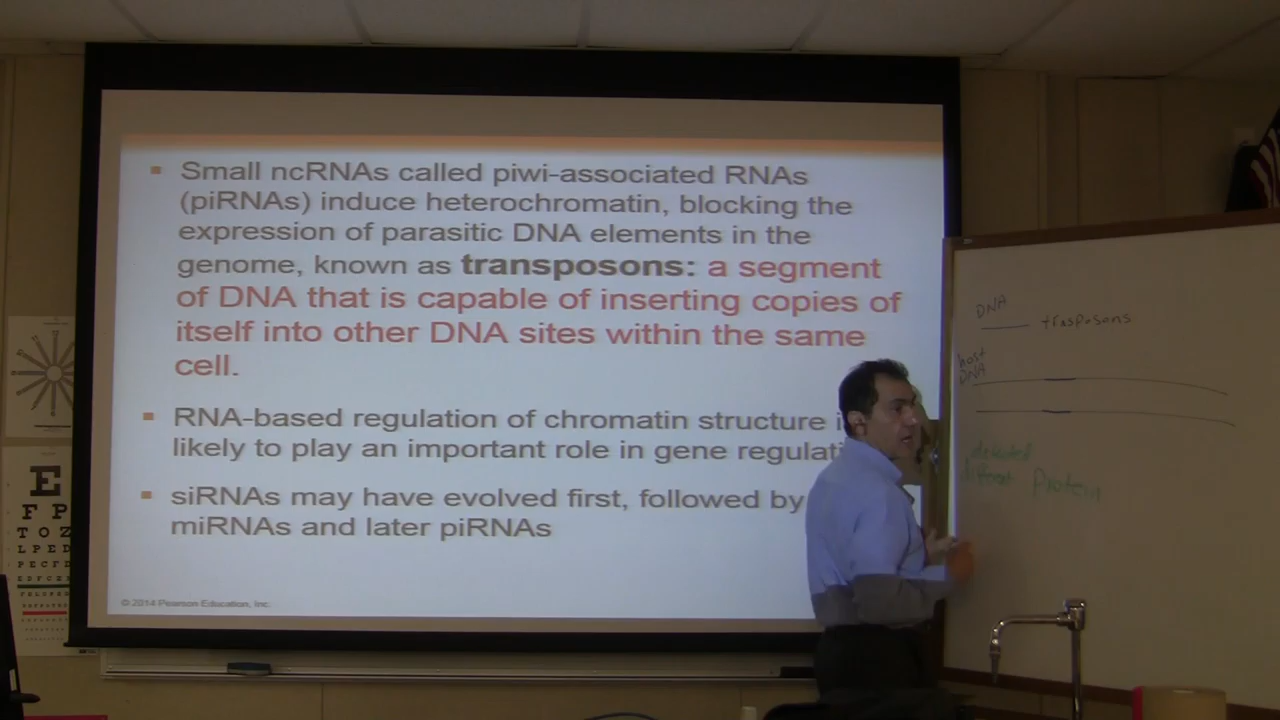 Small ncRNAs called piwi-associated RNAs
(piRNAs) induce heterochromatin, blocking the
expression of parasitic DNA elements in the
genome, known as transposons: a segment
of DNA that is capable of inserting copies of
itself into other DNA sites within the same
cell.
RNA-based regulation of chromatin structure
likely to play an important role in gene
siRNAs may have evolved first, followed by
miRNAs and later piRNAs
© 2014 Pearson Education, Inc.
DNA
trasposons
host
DNA
Protein
E
F P
T O Z
L P E D
P E C F D
E D F C Z P